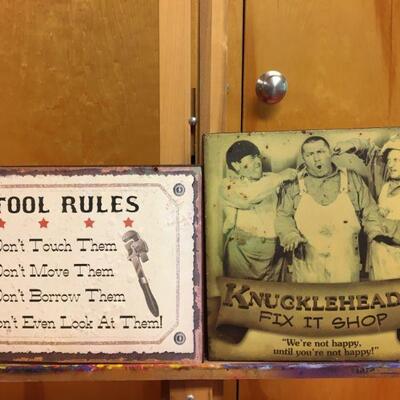 TOOL RULES
Don't Touch Them
Don't Move Them
Don't Borrow Them
Don't Even Look At Them!
KNUCKLEHEAD
FIX IT SHOP
"We're not happy,
until you're not happy!"